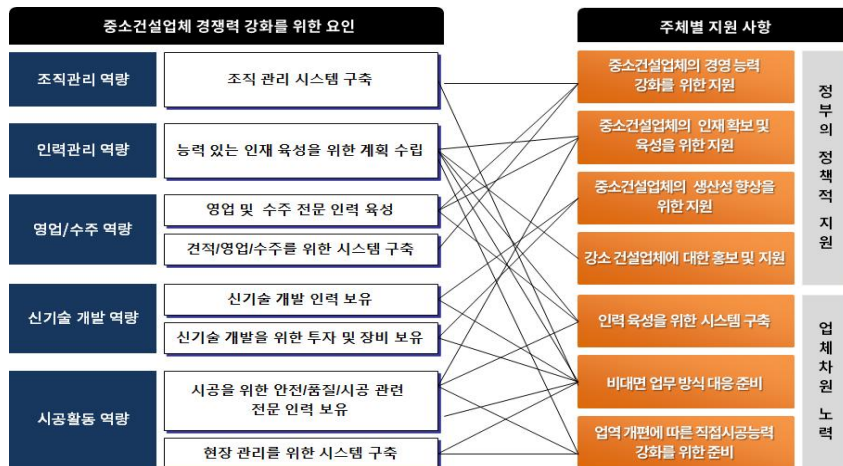 중소건설업체 경쟁력 강화를 위한 요인
조직관리 역량
조직 관리 시스템 구축
인력관리 역량
능력 있는 인재 육성을 위한 계획 수립
영업/수주 역량
영업 및 수주 전문 인력 육성
견적/영업/수주를 위한 시스템 구축
신기술 개발 역량
신기술 개발 인력 보유
신기술 개발을 위한 투자 및 장비 보유
시공활동 역량
시공을 위한 안전/품질/시공 관련
전문 인력 보유
현장 관리를 위한 시스템 구축
주체별 지원 사항
중소건설업체의 경영 능력
강화를 위한 지원
중소건설업체의 인재 확보 및
육성을 위한 지원
중소건설업체의 생산성 향상을
위한 지원
강소 건설업체에 대한 홍보 및 지원
정부의 정책적 지원
인력 육성을 위한 시스템 구축
비대면 업무 방식 대응 준비
업역 개편에 따른 직접시공능력
강화를 위한 준비
업체차원 노력